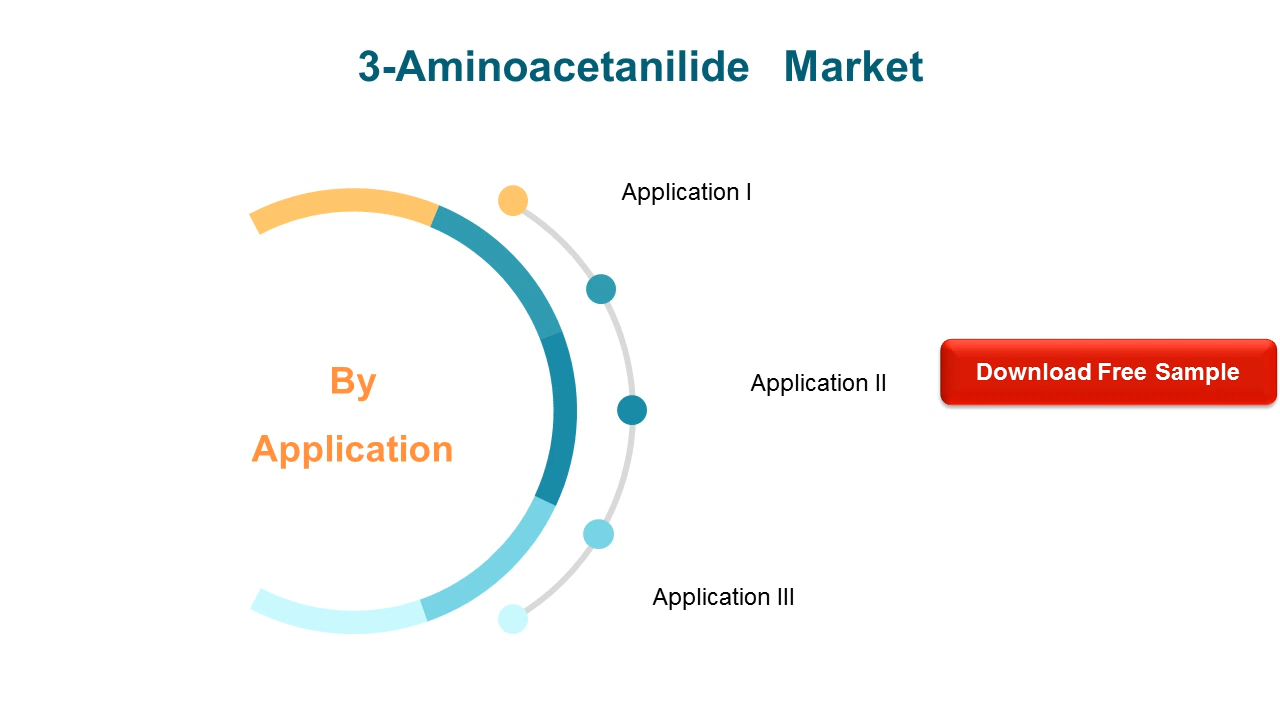 3-Aminoacetanilide Market
Application I
By
Application
Application II
Download Free Sample
Application III